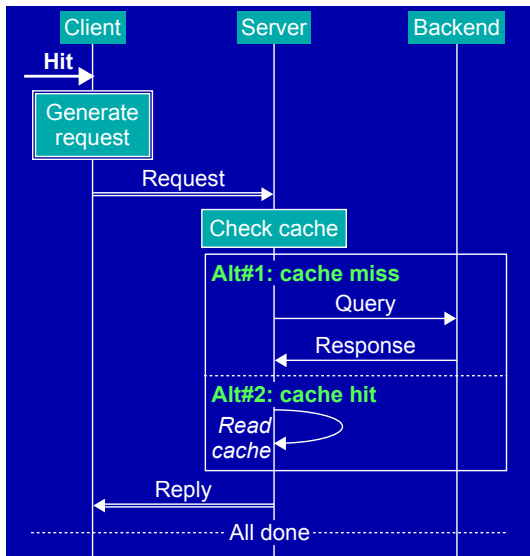 Client
Server
Backend
Hit
Generate
request
Request
Check cache
Alt#1: cache miss
Query
Response
Alt#2: cache hit
Read
cache
Reply
All done